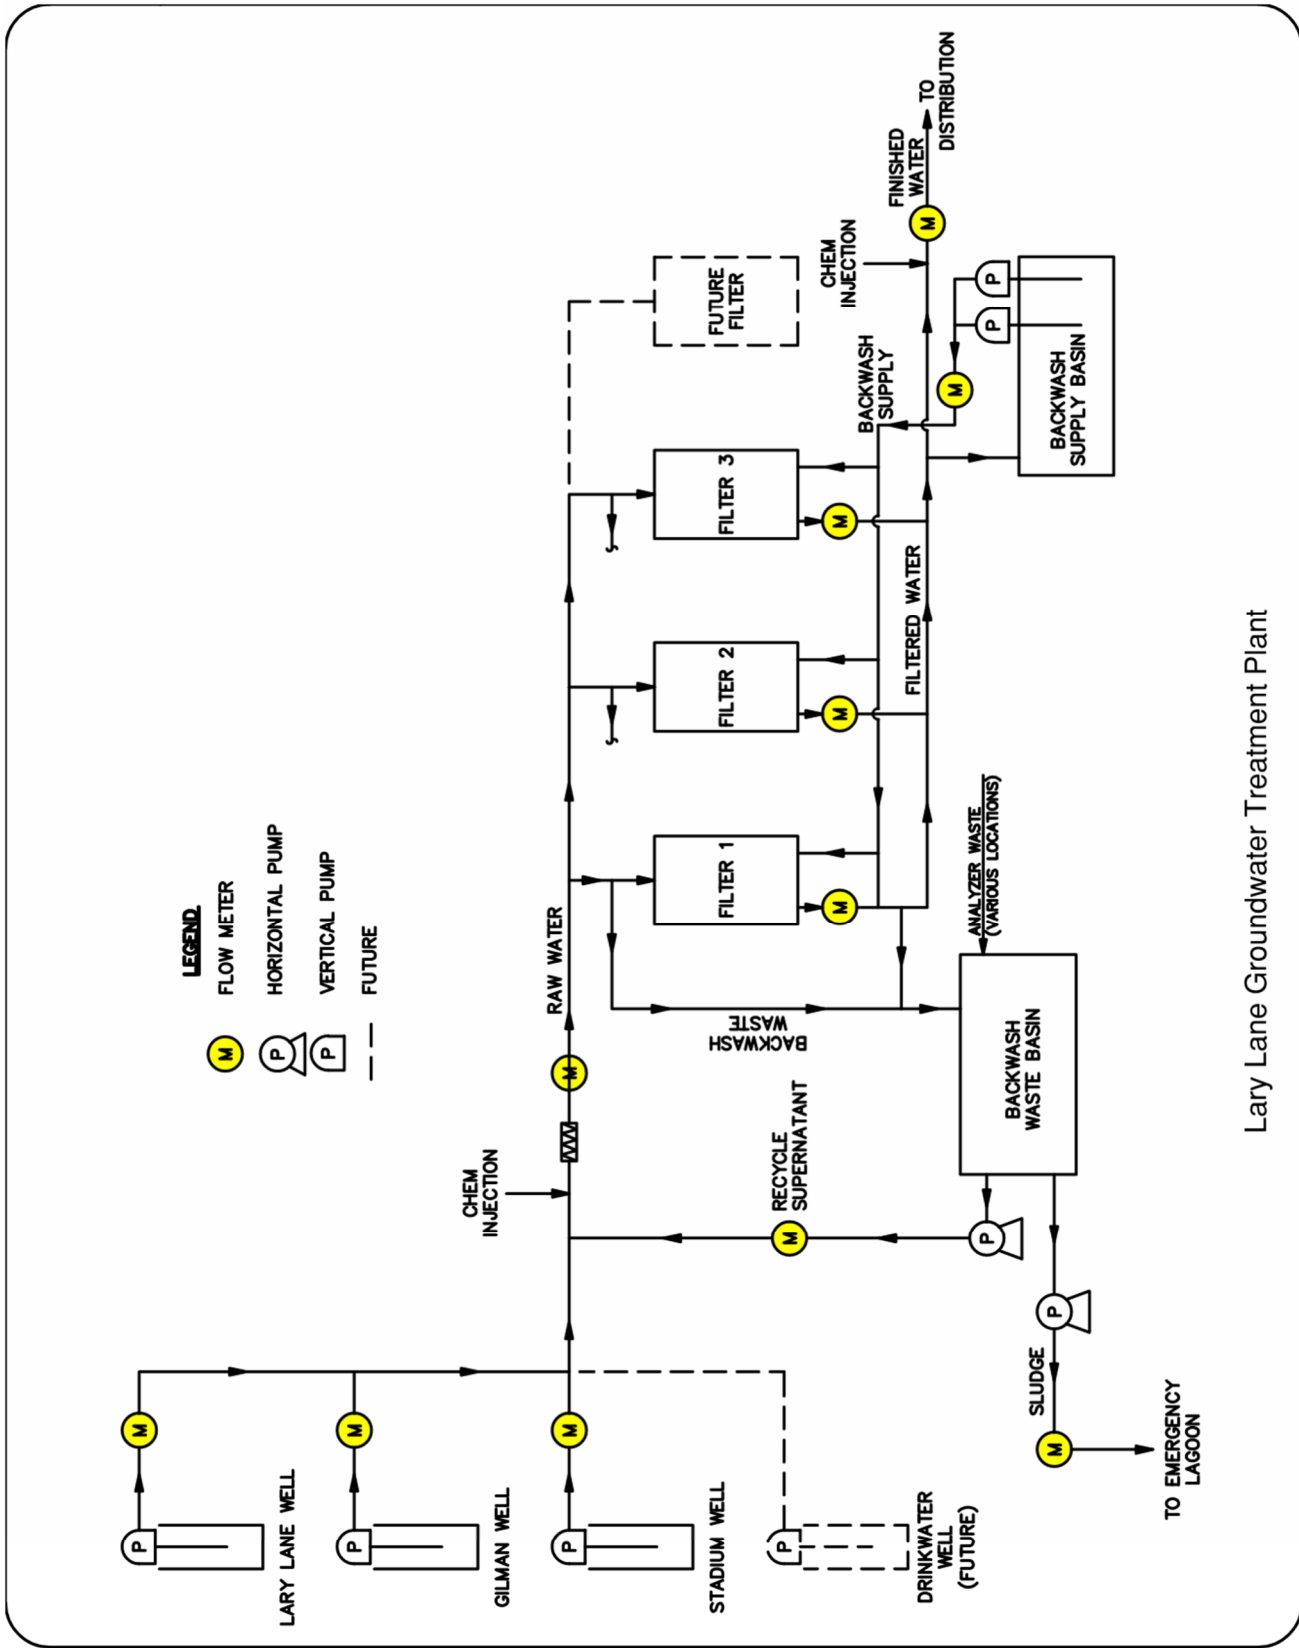 LEGEND
M
FLOW METER
P
HORIZONTAL PUMP
P
VERTICAL PUMP
FUTURE
P
M
LARY LANE WELL
P
M
GILMAN WELL
P
M
STADIUM WELL
P
DRINKWATER
WELL
(FUTURE)
CHEM
INJECTION
M
RAW WATER
RECYCLE
SUPERNATANT
M
P
P
SLUDGE
M
TO EMERGENCY
LAGOON
BACKWASH
WASTE
BACKWASH
WASTE BASIN
ANALYZER WASTE
(VARIOUS LOCATIONS)
FILTER 1
M
FILTER 2
M
FILTER 3
M
FUTURE
FILTER
FILTERED WATER
BACKWASH
SUPPLY
M
P
P
BACKWASH
SUPPLY BASIN
CHEM
INJECTION
M
FINISHED
WATER
TO
DISTRIBUTION
Lary Lane Groundwater Treatment Plant